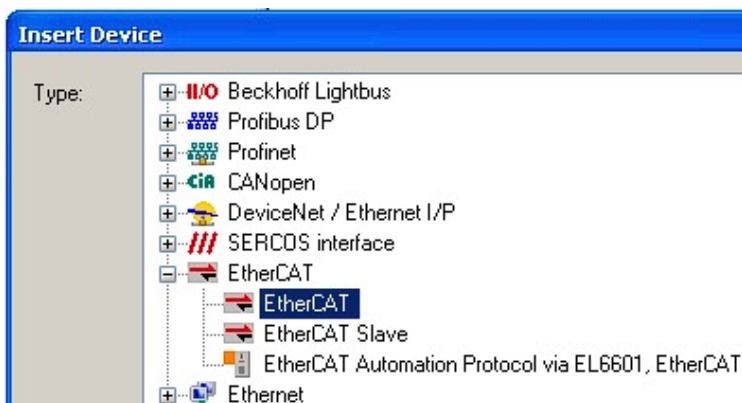 Insert Device
Type:
II/O Beckhoff Lightbus
Profibus DP
Profinet
CiA CANopen
DeviceNet / Ethernet I/P
SERCOS interface
EtherCAT
EtherCAT
EtherCAT Slave
EtherCAT Automation Protocol via EL6601, EtherCAT
Ethernet